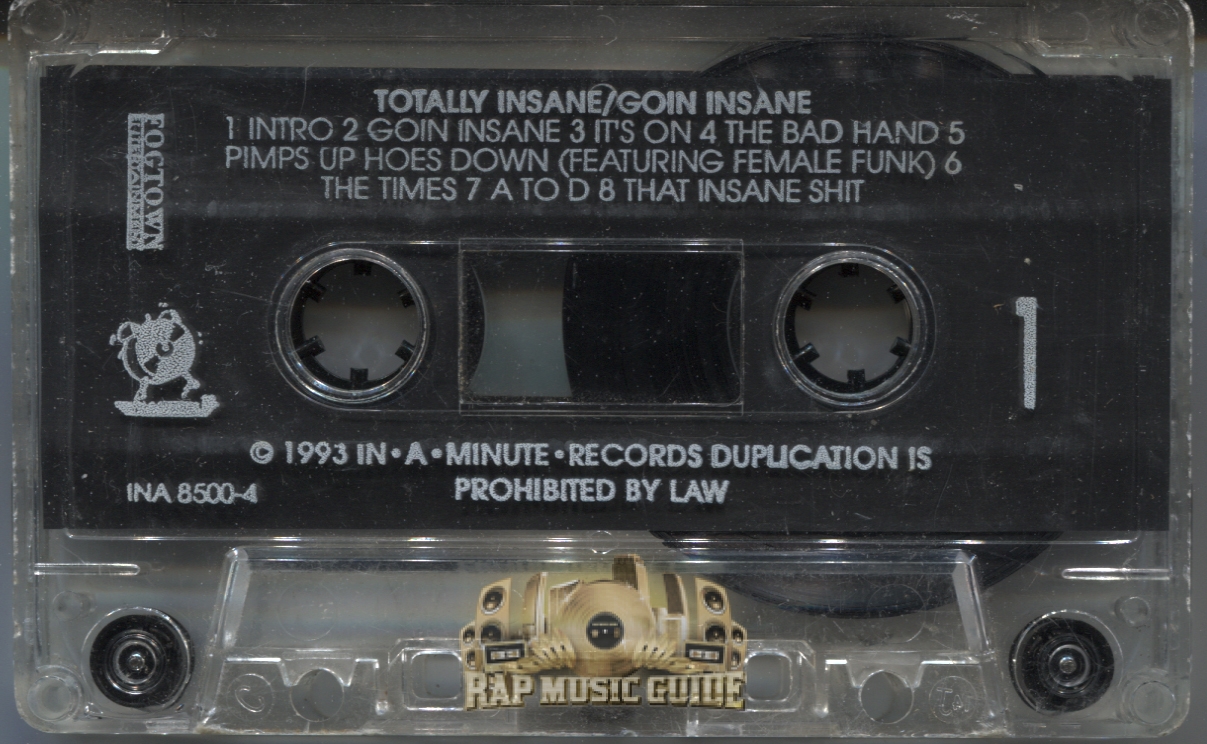 TOTALLY INSANE/GOIN INSANE
1 INTRO 2 GOIN INSANE 3 IT'S ON 4 THE BAD HAND 5
PIMPS UP HOES DOWN (FEATURING FEMALE FUNK) 6
THE TIMES 7 A TO D 8 THAT INSANE SHIT
FOGTOWN
ENTERTAINMENT
1
© 1993 IN•A•MINUTE•RECORDS DUPLICATION IS
PROHIBITED BY LAW
INA 8500-4
RAP MUSIC GUIDE